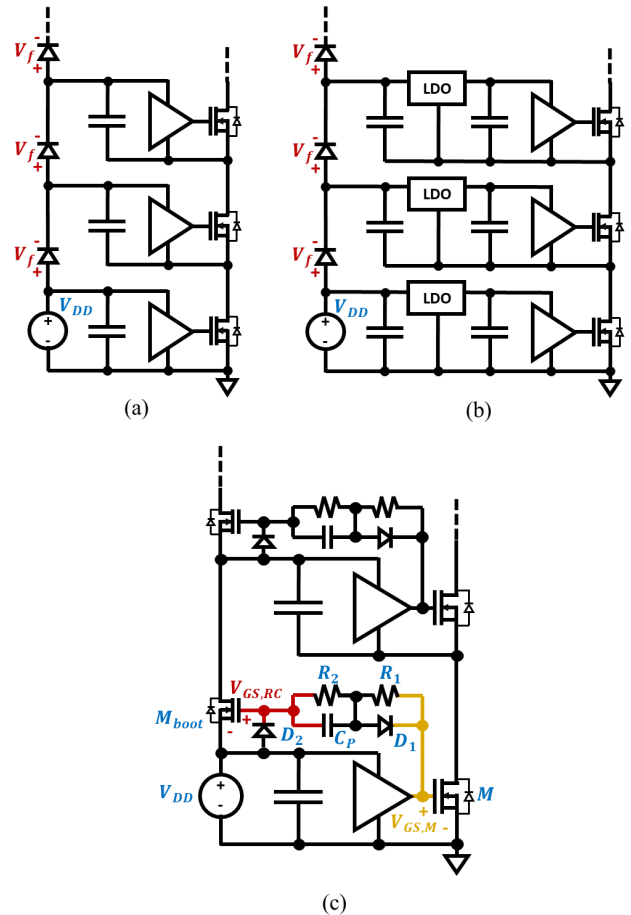 -
V_f
+
-
V_f
+
-
V_f
+
V_DD
+
-
(a)
-
V_f
+
LDO
-
V_f
+
LDO
-
V_f
+
LDO
V_DD
+
-
(b)
R_2 R_1
V_GS,RC
+
M_boot
-
D_2 C_P D_1
V_DD
+
-
M
+
V_GS,M -
(c)